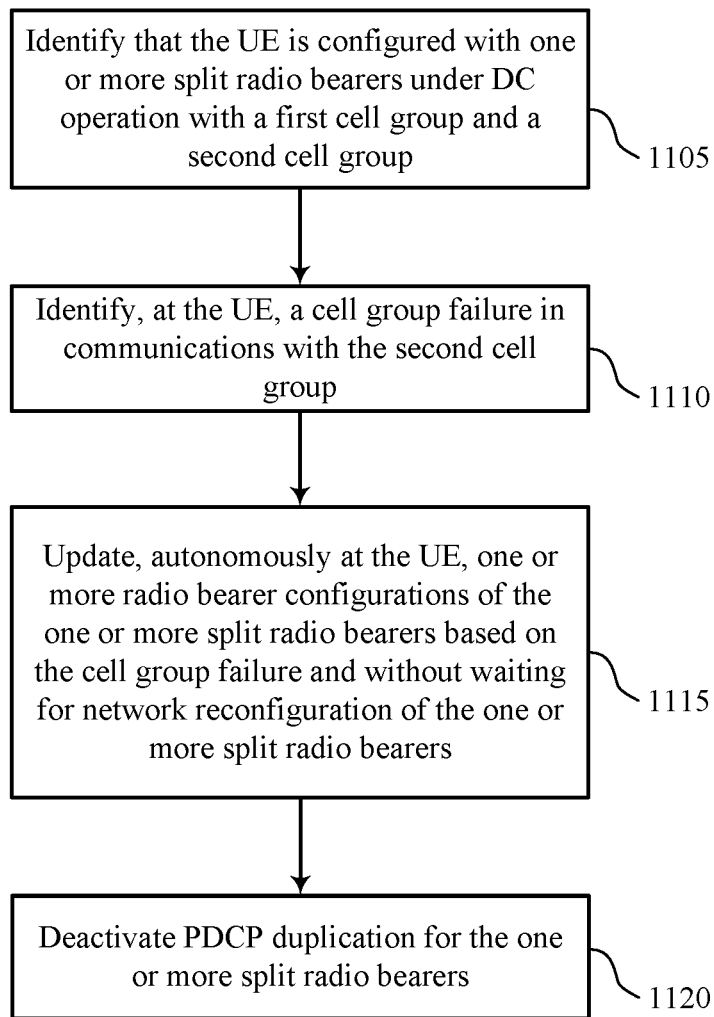 Identify that the UE is configured with one
or more split radio bearers under DC
operation with a first cell group and a
second cell group
1105
Identify, at the UE, a cell group failure in
communications with the second cell
group
1110
Update, autonomously at the UE, one or
more radio bearer configurations of the
one or more split radio bearers based on
the cell group failure and without waiting
for network reconfiguration of the one or
more split radio bearers
1115
Deactivate PDCP duplication for the one
or more split radio bearers
1120